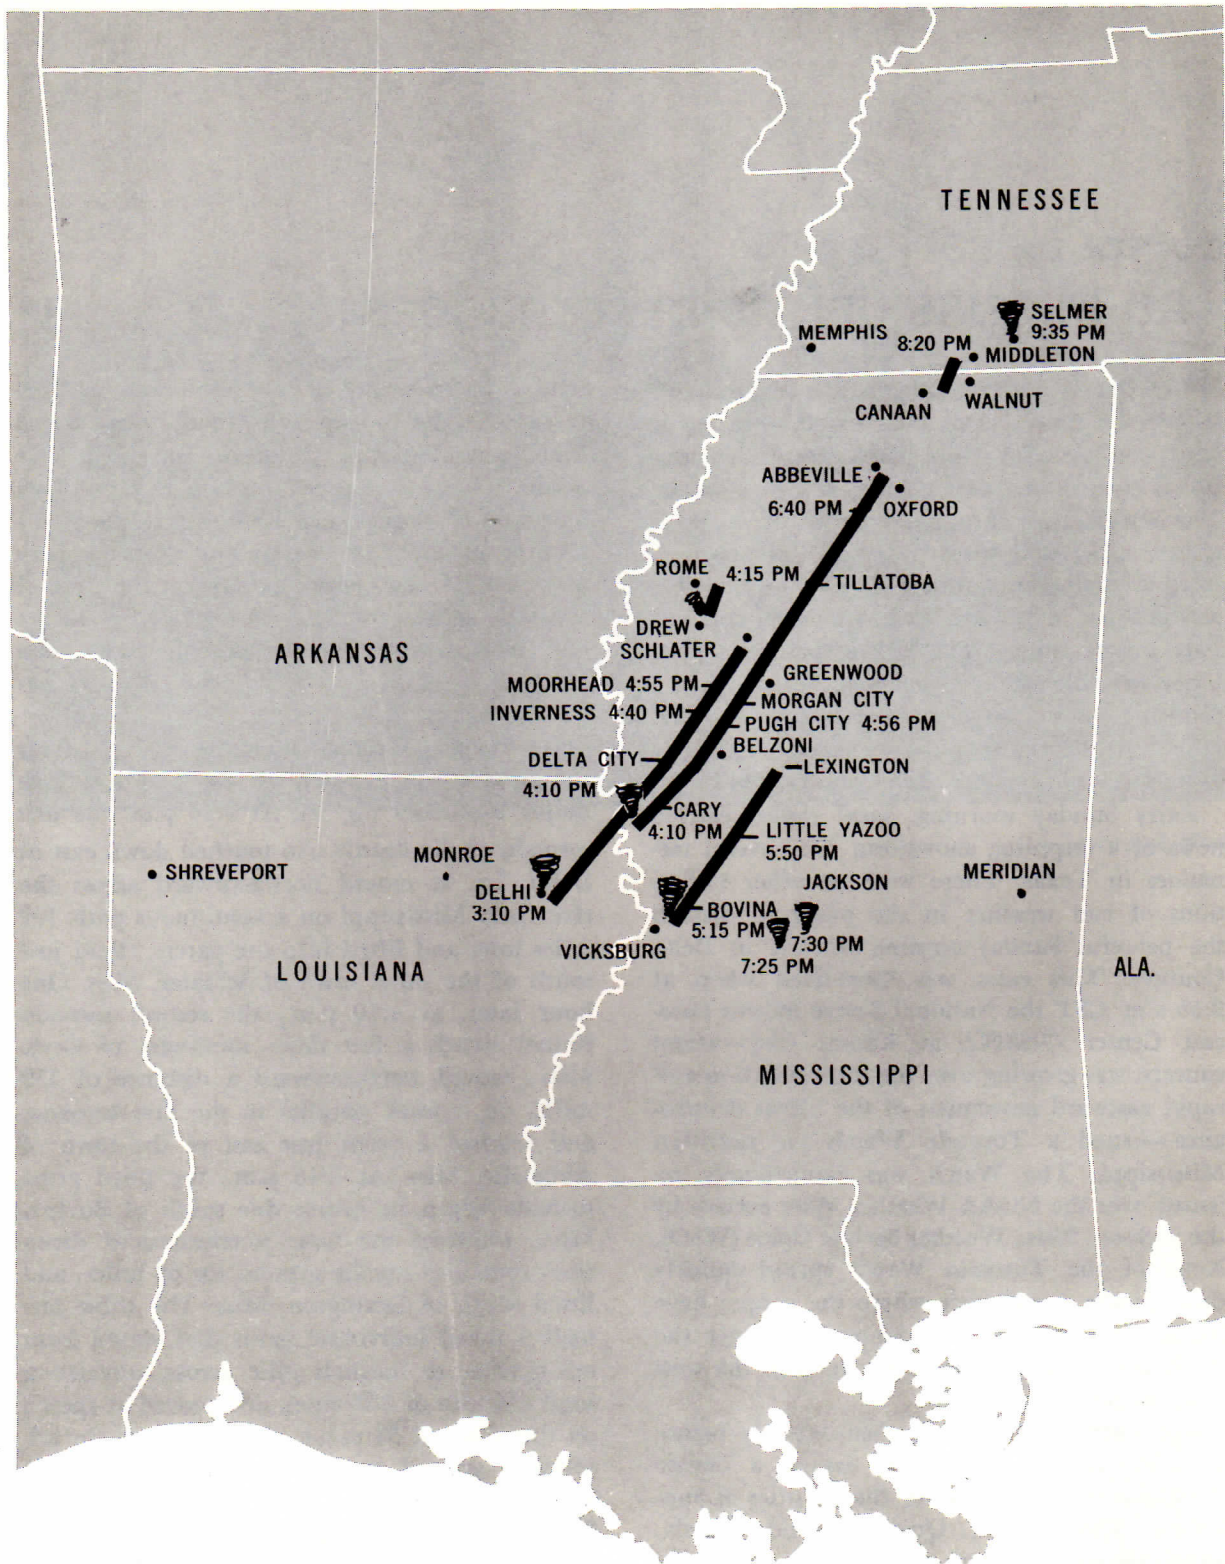 TENNESSEE
SELMER
9:35 PM
MEMPHIS
8:20 PM
MIDDLETON
CANAAN
WALNUT
ABBEVILLE
6:40 PM
OXFORD
ROME
4:15 PM
TILLATOBA
DREW
SCHLATER
ARKANSAS
GREENWOOD
MOORHEAD 4:55 PM
MORGAN CITY
INVERNESS 4:40 PM
PUGH CITY 4:56 PM
BELZONI
DELTA CITY
LEXINGTON
4:10 PM
CARY
4:10 PM
LITTLE YAZOO
5:50 PM
MONROE
SHREVEPORT
MERIDIAN
JACKSON
DELHI
3:10 PM
BOVINA
5:15 PM
7:30 PM
VICKSBURG
7:25 PM
LOUISIANA
ALA.
MISSISSIPPI